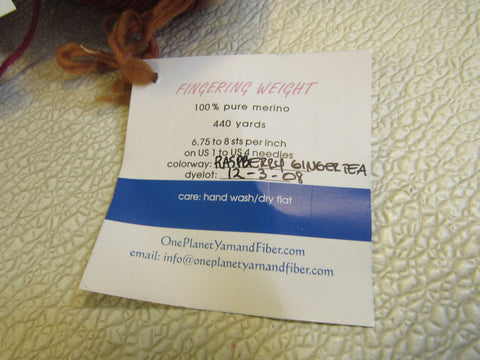 FINGERING WEIGHT
100% pure merino
440 yards
6.75 to 8 sts per inch
on US 1 to US 4 needles
colorway: RASPBERRY GINGER TEA
dyelot: 12-3-08
care: hand wash/dry flat
OnePlanetYarnandFiber.com
email: info@oneplanetyarnandfiber.com